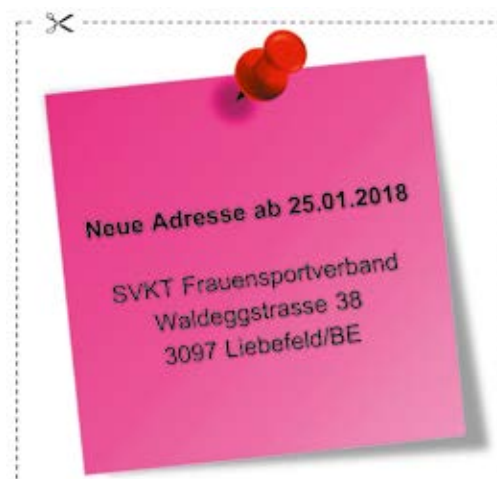 Neue Adresse ab 25.01.2018
SVKT Frauensportverband
Waldeggstrasse 38
3097 Liebefeld/BE